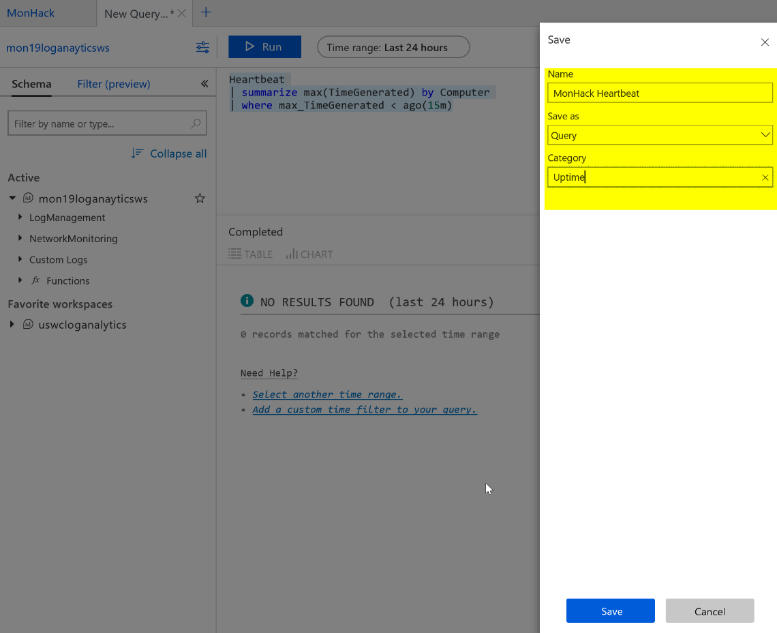 MonHack
New Query...*
mon19loganayticsws
Run
Time range: Last 24 hours
Schema
Filter (preview)
Filter by name or type...
Collapse all
Active
mon19loganayticsws
LogManagement
NetworkMonitoring
Custom Logs
fx Functions
Favorite workspaces
uswcloganalytics
Heartbeat
| summarize max(TimeGenerated) by Computer
| where max_TimeGenerated < ago(15m)
Completed
TABLE
CHART
NO RESULTS FOUND (last 24 hours)
0 records matched for the selected time range
Need Help?
Select another time range.
Add a custom time filter to your query.
Save
Name
MonHack Heartbeat
Save as
Query
Category
Uptime
Save
Cancel